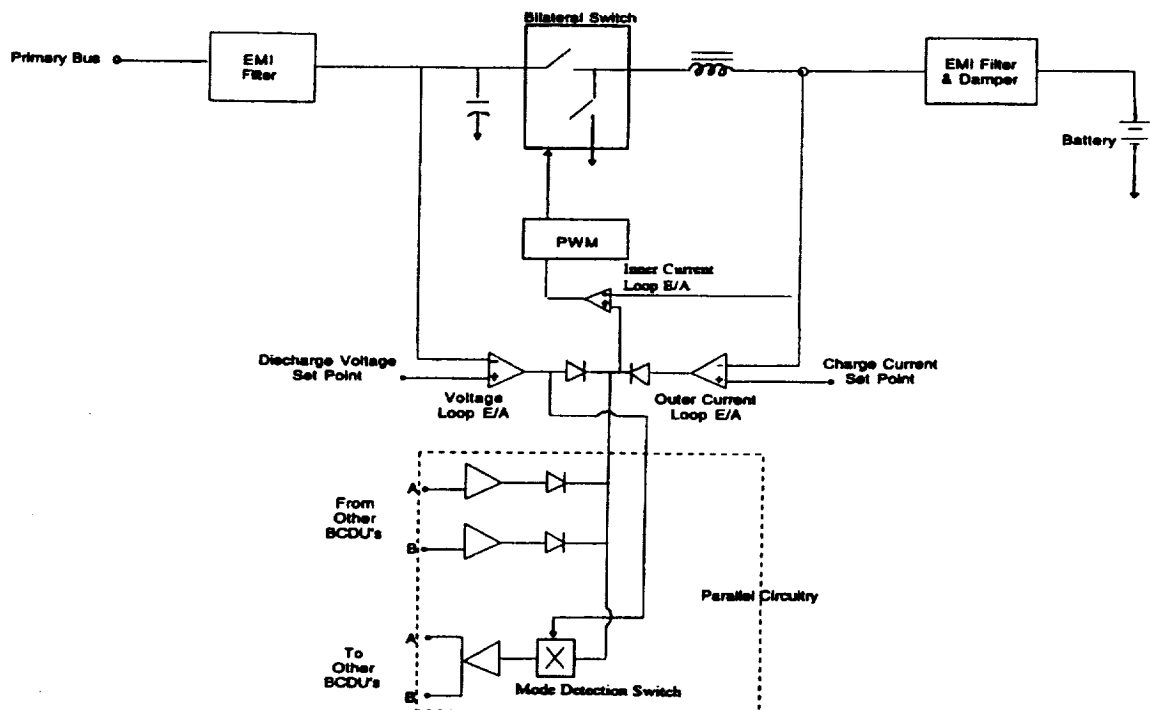 Bilateral Switch
Primary Bus
EMI
Filter
EMI Filter
& Damper
Battery
PWM
Inner Current
Loop E/A
Discharge Voltage
Set Point
Voltage
Loop E/A
Outer Current
Loop E/A
Charge Current
Set Point
A
From
Other
BCDU's
B
Parallel Circuitry
A
To
Other
BCDU's
B
X
Mode Detection Switch